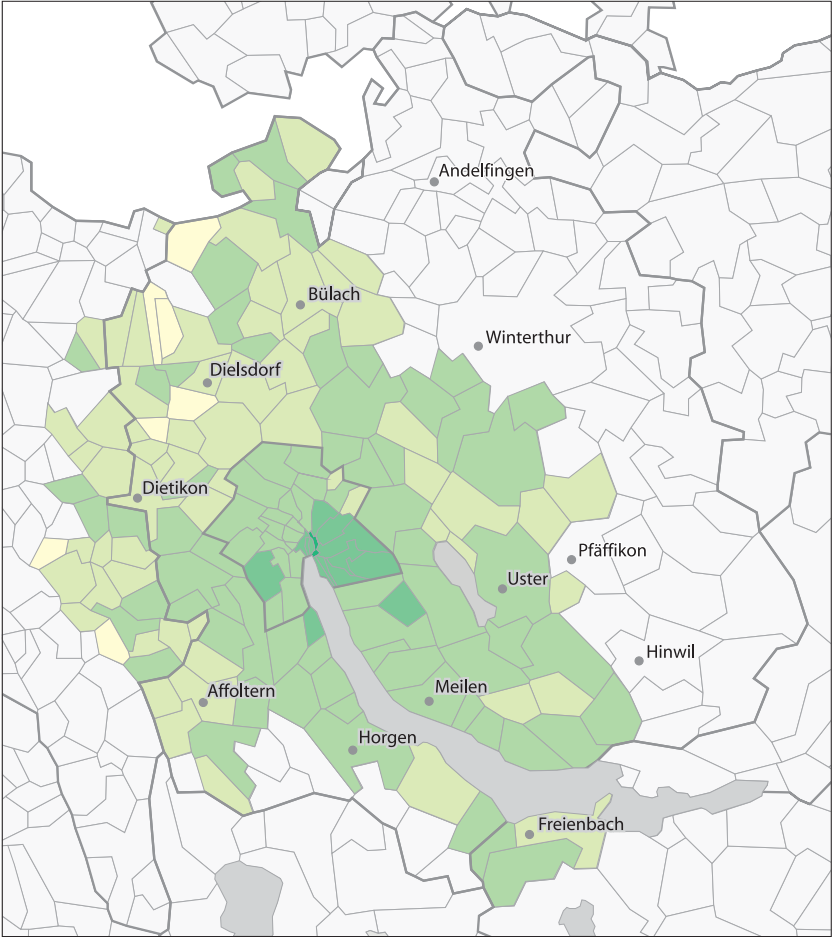 Andelfingen
Bülach
Winterthur
Dielsdorf
Dietikon
Pfäffikon
Uster
Hinwil
Affoltern
Meilen
Horgen
Freienbach